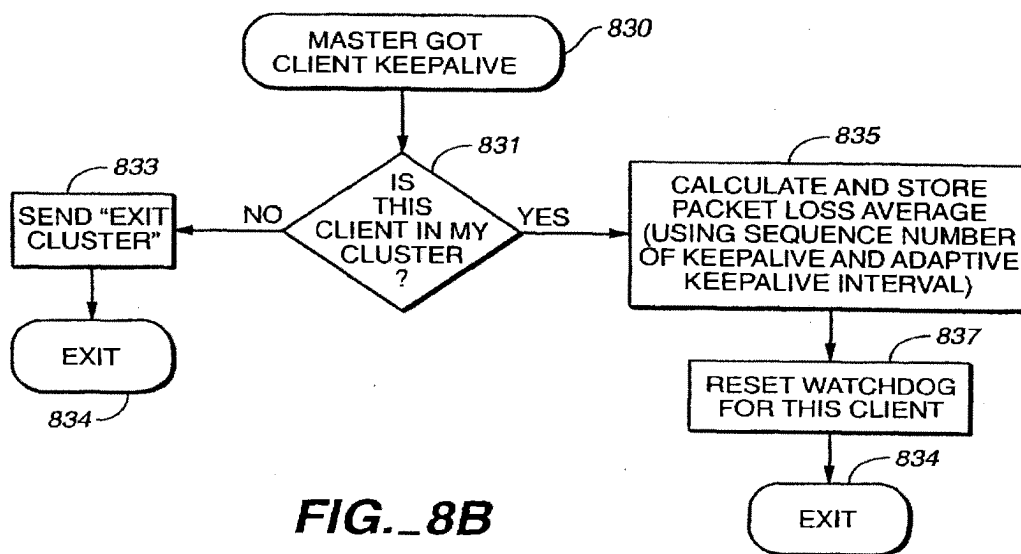 MASTER GOT
CLIENT KEEPALIVE
830
831
IS
THIS
CLIENT IN MY
CLUSTER
?
NO
YES
833
SEND "EXIT
CLUSTER"
EXIT
834
835
CALCULATE AND STORE
PACKET LOSS AVERAGE
(USING SEQUENCE NUMBER
OF KEEPALIVE AND ADAPTIVE
KEEPALIVE INTERVAL)
837
RESET WATCHDOG
FOR THIS CLIENT
834
EXIT
FIG._8B